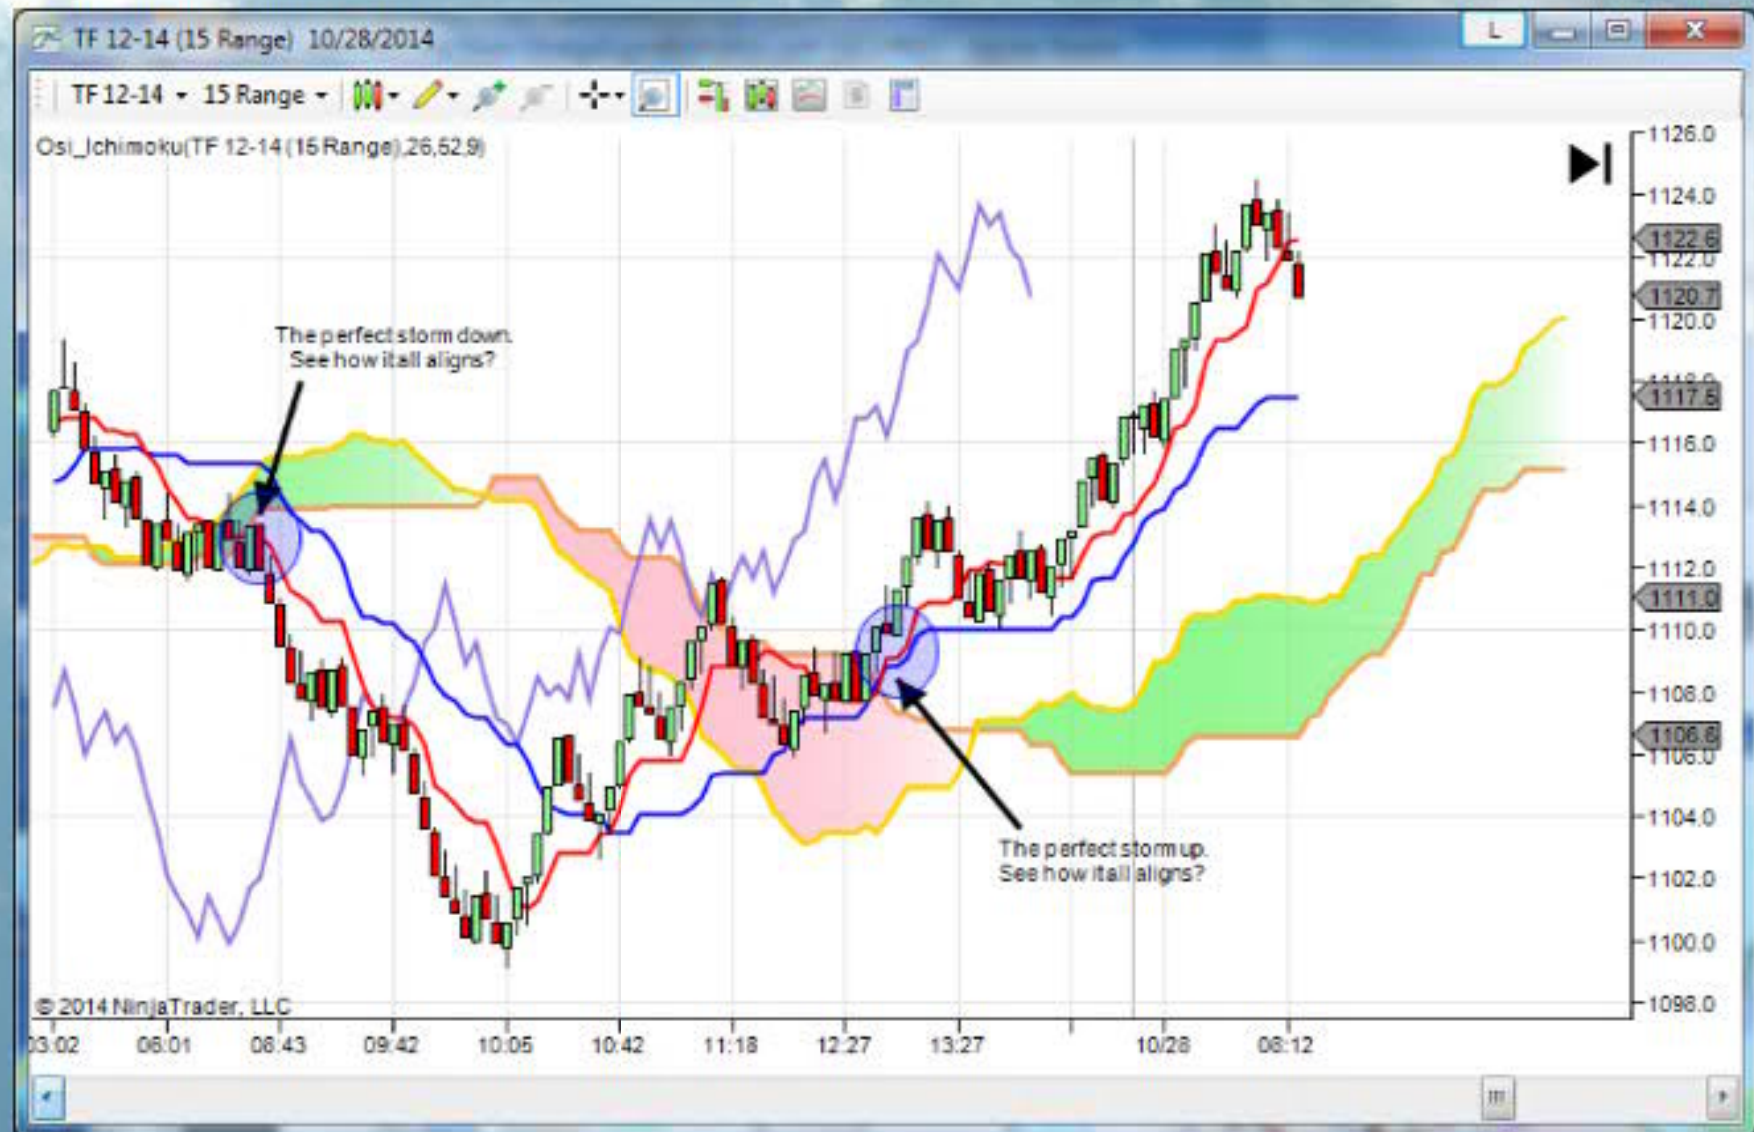 TF 12-14 (15 Range) 10/28/2014
L
TF 12-14 15 Range
Osi_Ichimoku(TF 12-14 (15 Range),26,52,9)
The perfect storm down.
See how it all aligns?
The perfect storm up.
See how it all aligns?
1126.0
1124.0
1122.6
1122.0
1120.7
1120.0
1118.0
1117.5
1116.0
1114.0
1112.0
1111.0
1110.0
1108.0
1106.6
1106.0
1104.0
1102.0
1100.0
1098.0
© 2014 NinjaTrader, LLC
03:02 06:01 08:43 09:42 10:05 10:42 11:18 12:27 13:27 10/28 08:12